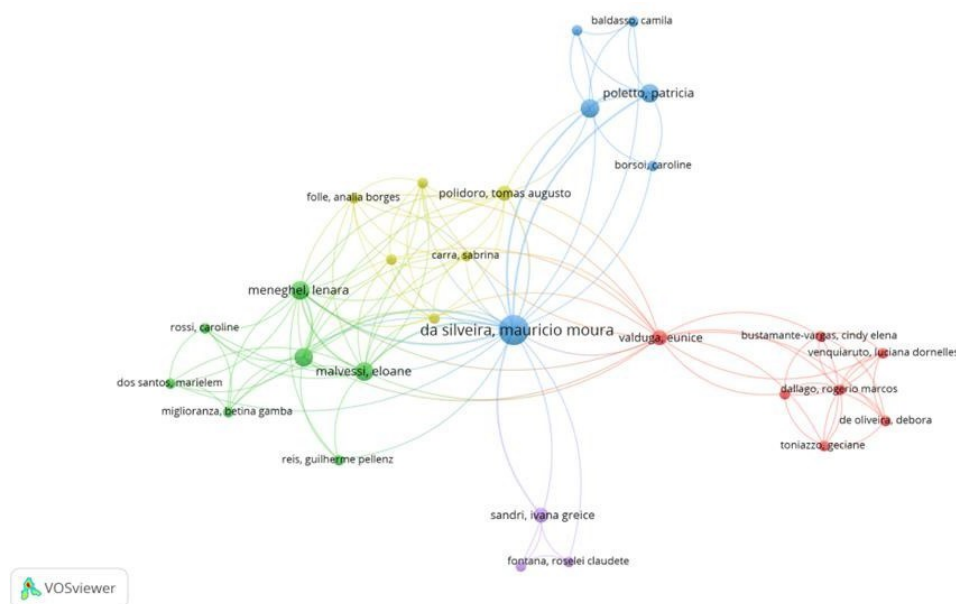 baldasso, camila
poletto, patricia
borsoi, caroline
folle, analia borges
polidoro, tomas augusto
carra, sabrina
meneghel, lenara
da silveira, mauricio moura
rossi, caroline
valduga, eunice
bustamante-vargas, cindy elena
venquiaruto, luciana dornelles
malvessi, eloane
dos santos, marielem
dallago, rogerio marcos
miglioranza, betina gamba
de oliveira, debora
toniazzo, geciane
reis, guilherme pellenz
sandri, ivana greice
fontana, roselei claudete
VOSviewer